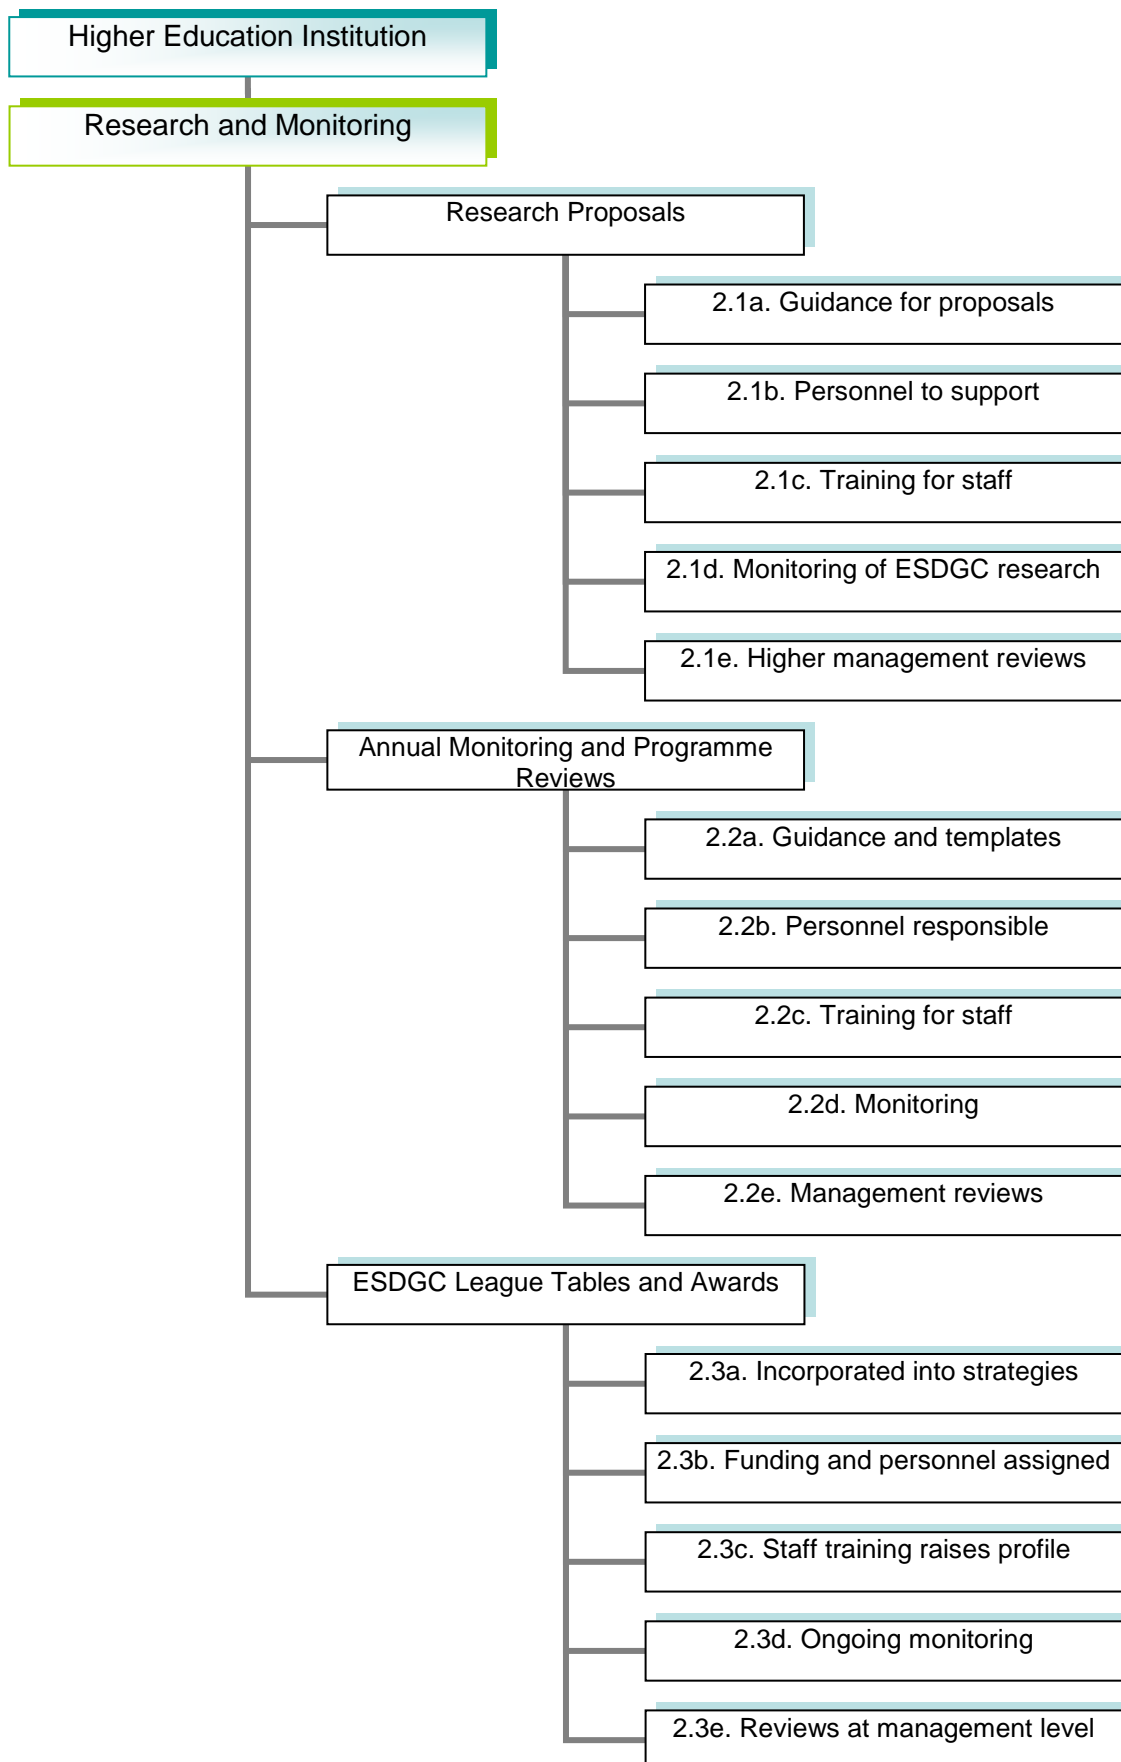 Higher Education Institution
Research and Monitoring
Research Proposals
2.1a. Guidance for proposals
2.1b. Personnel to support
2.1c. Training for staff
2.1d. Monitoring of ESDGC research
2.1e. Higher management reviews
Annual Monitoring and Programme
Reviews
2.2a. Guidance and templates
2.2b. Personnel responsible
2.2c. Training for staff
2.2d. Monitoring
2.2e. Management reviews
ESDGC League Tables and Awards
2.3a. Incorporated into strategies
2.3b. Funding and personnel assigned
2.3c. Staff training raises profile
2.3d. Ongoing monitoring
2.3e. Reviews at management level